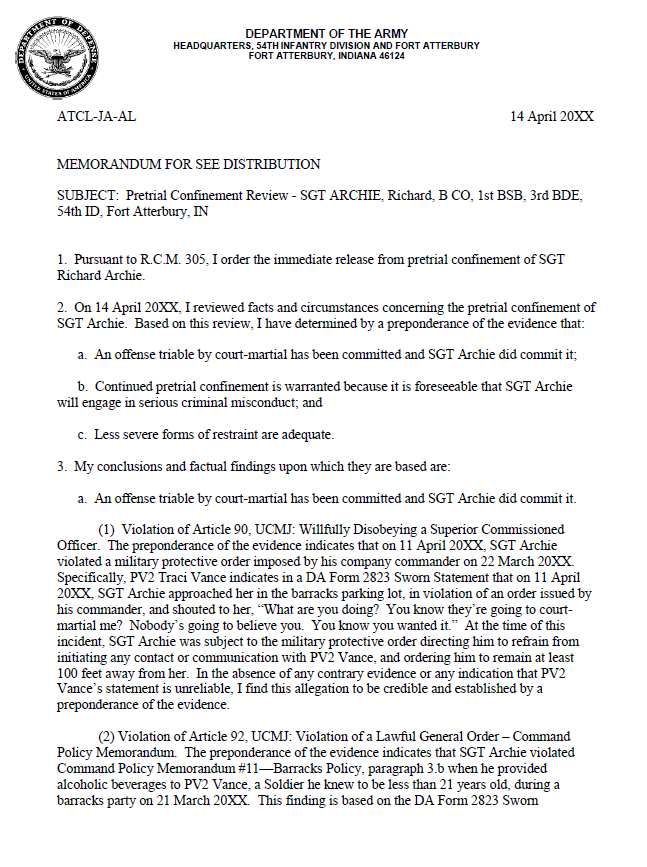 DEPARTMENT OF DEFENSE
UNITED STATES OF AMERICA
DEPARTMENT OF THE ARMY
HEADQUARTERS, 54TH INFANTRY DIVISION AND FORT ATTERBURY
FORT ATTERBURY, INDIANA 46124
ATCL-JA-AL 14 April 20XX
MEMORANDUM FOR SEE DISTRIBUTION
SUBJECT: Pretrial Confinement Review - SGT ARCHIE, Richard, B CO, 1st BSB, 3rd BDE,
54th ID, Fort Atterbury, IN
1. Pursuant to R.C.M. 305, I order the immediate release from pretrial confinement of SGT
Richard Archie.
2. On 14 April 20XX, I reviewed facts and circumstances concerning the pretrial confinement of
SGT Archie. Based on this review, I have determined by a preponderance of the evidence that:
a. An offense triable by court-martial has been committed and SGT Archie did commit it;
b. Continued pretrial confinement is warranted because it is foreseeable that SGT Archie
will engage in serious criminal misconduct; and
c. Less severe forms of restraint are adequate.
3. My conclusions and factual findings upon which they are based are:
a. An offense triable by court-martial has been committed and SGT Archie did commit it.
(1) Violation of Article 90, UCMJ: Willfully Disobeying a Superior Commissioned
Officer. The preponderance of the evidence indicates that on 11 April 20XX, SGT Archie
violated a military protective order imposed by his company commander on 22 March 20XX.
Specifically, PV2 Traci Vance indicates in a DA Form 2823 Sworn Statement that on 11 April
20XX, SGT Archie approached her in the barracks parking lot, in violation of an order issued by
his commander, and shouted to her, “What are you doing? You know they’re going to court-
martial me? Nobody’s going to believe you. You know you wanted it.” At the time of this
incident, SGT Archie was subject to the military protective order directing him to refrain from
initiating any contact or communication with PV2 Vance, and ordering him to remain at least
100 feet away from her. In the absence of any contrary evidence or any indication that PV2
Vance’s statement is unreliable, I find this allegation to be credible and established by a
preponderance of the evidence.
(2) Violation of Article 92, UCMJ: Violation of a Lawful General Order – Command
Policy Memorandum. The preponderance of the evidence indicates that SGT Archie violated
Command Policy Memorandum #11—Barracks Policy, paragraph 3.b when he provided
alcoholic beverages to PV2 Vance, a Soldier he knew to be less than 21 years old, during a
barracks party on 21 March 20XX. This finding is based on the DA Form 2823 Sworn